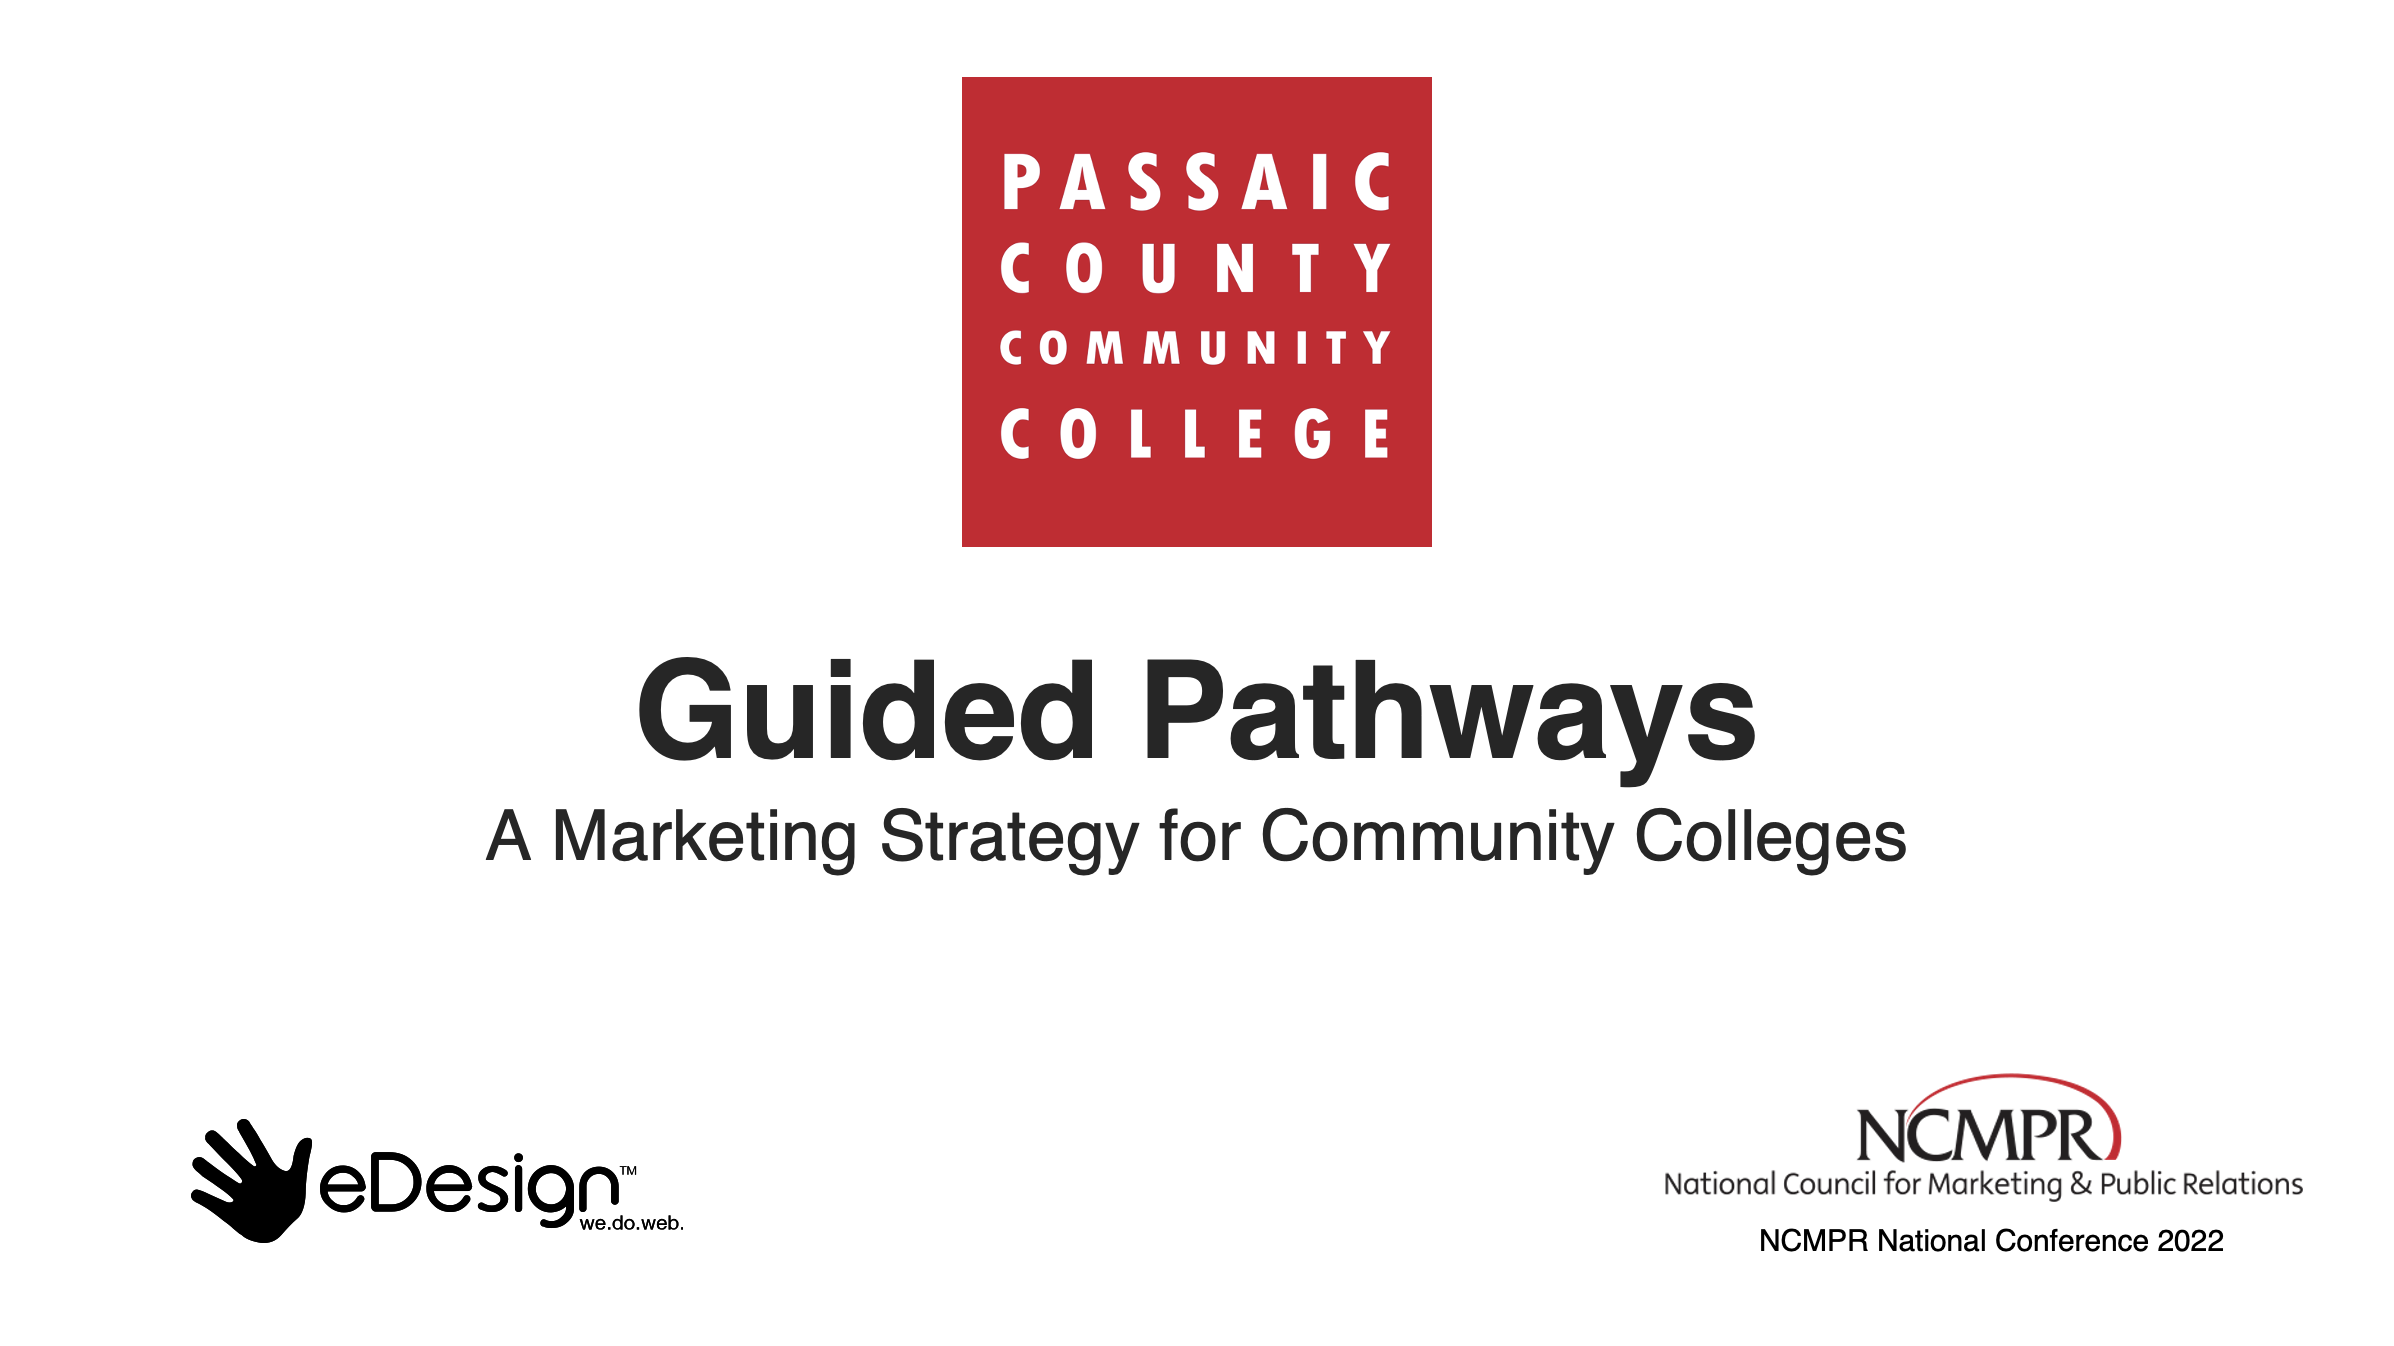 PASSAIC
COUNTY
COMMUNITY
COLLEGE
Guided Pathways
A Marketing Strategy for Community Colleges
eDesign™
we.do.web.
NCMPR
National Council for Marketing & Public Relations
NCMPR National Conference 2022